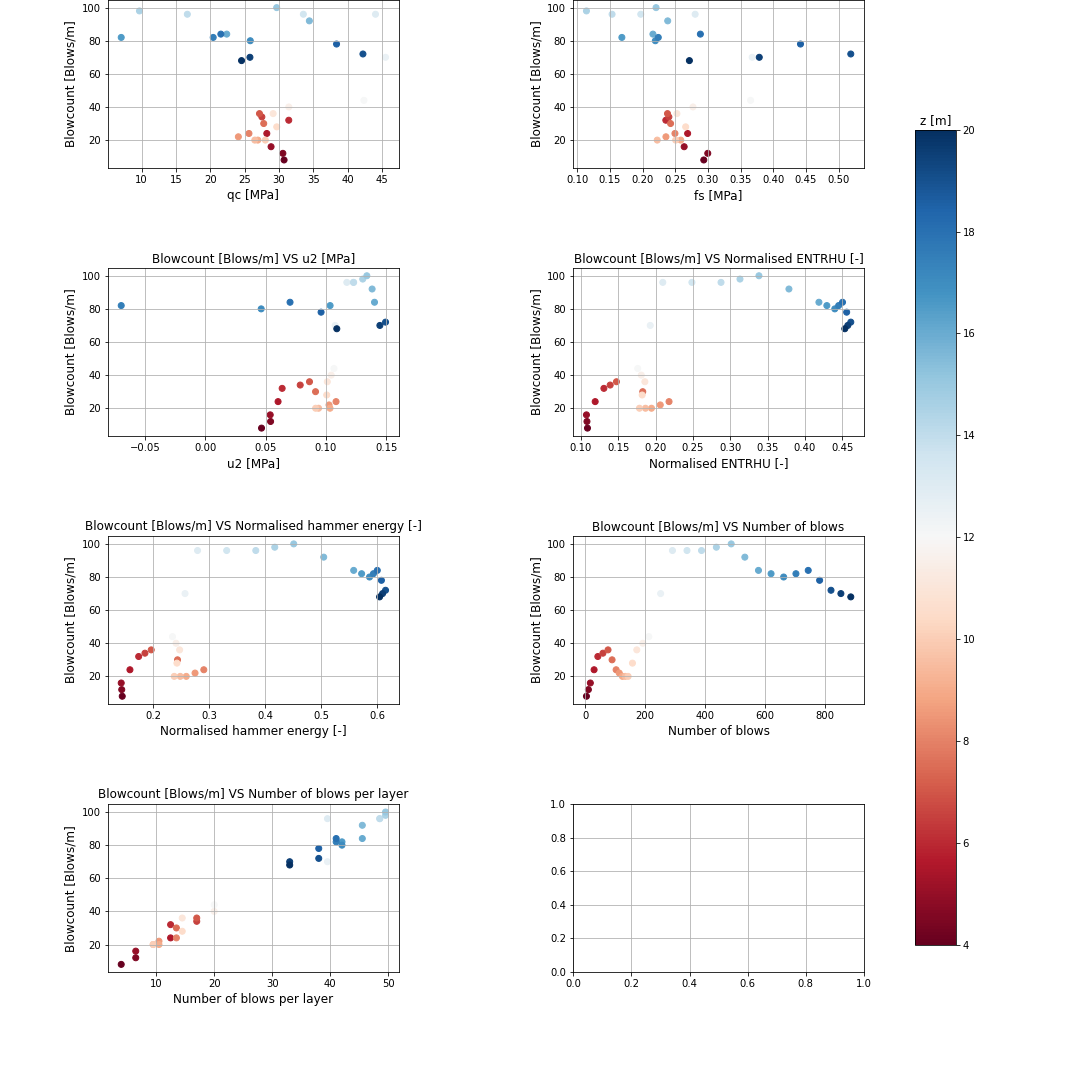 100
80
60
40
20
Blowcount [Blows/m]
10 15 20 25 30 35 40 45
qc [MPa]
100
80
60
40
20
Blowcount [Blows/m]
0.10 0.15 0.20 0.25 0.30 0.35 0.40 0.45 0.50
fs [MPa]
z [m]
20
18
16
14
12
10
8
6
4
Blowcount [Blows/m] VS u2 [MPa]
100
80
60
40
20
Blowcount [Blows/m]
−0.05 0.00 0.05 0.10 0.15
u2 [MPa]
Blowcount [Blows/m] VS Normalised ENTRHU [-]
100
80
60
40
20
Blowcount [Blows/m]
0.10 0.15 0.20 0.25 0.30 0.35 0.40 0.45
Normalised ENTRHU [-]
Blowcount [Blows/m] VS Normalised hammer energy [-]
100
80
60
40
20
Blowcount [Blows/m]
0.2 0.3 0.4 0.5 0.6
Normalised hammer energy [-]
Blowcount [Blows/m] VS Number of blows
100
80
60
40
20
Blowcount [Blows/m]
0 200 400 600 800
Number of blows
Blowcount [Blows/m] VS Number of blows per layer
100
80
60
40
20
Blowcount [Blows/m]
10 20 30 40 50
Number of blows per layer
1.0
0.8
0.6
0.4
0.2
0.0
0.0 0.2 0.4 0.6 0.8 1.0